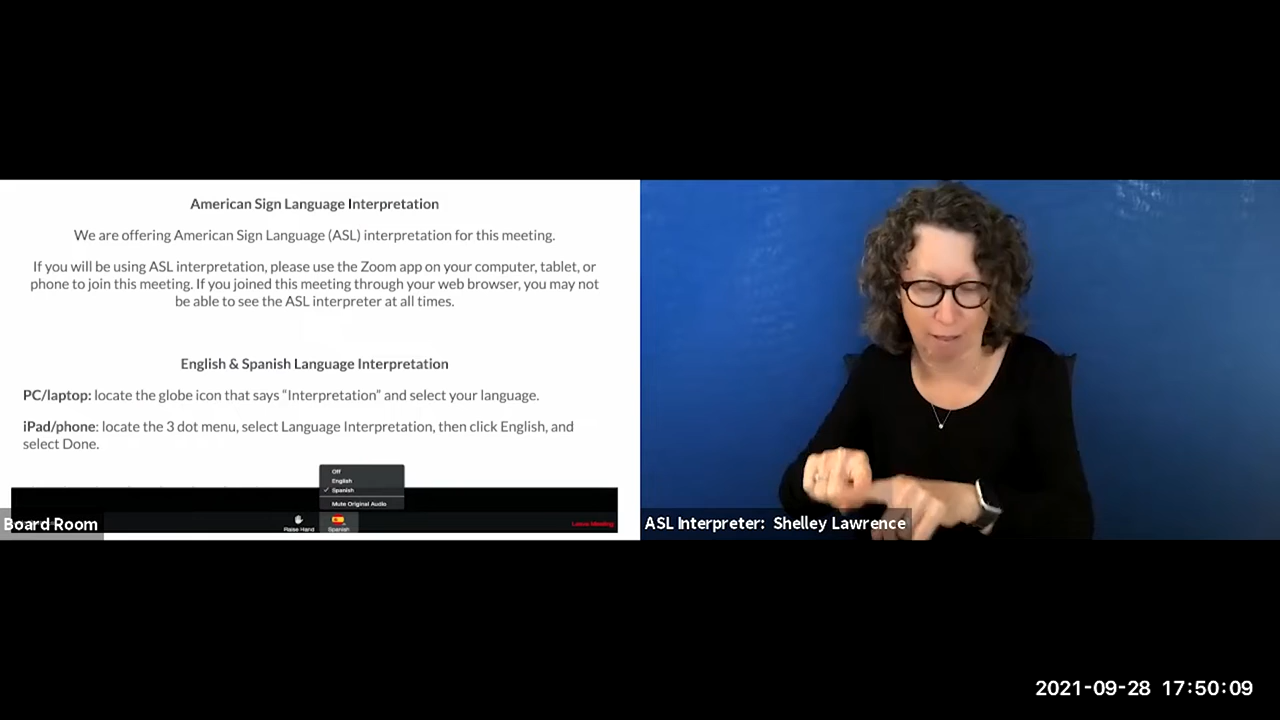 American Sign Language Interpretation
We are offering American Sign Language (ASL) interpretation for this meeting.
If you will be using ASL interpretation, please use the Zoom app on your computer, tablet, or
phone to join this meeting. If you joined this meeting through your web browser, you may not
be able to see the ASL interpreter at all times.
English & Spanish Language Interpretation
PC/laptop: locate the globe icon that says “Interpretation” and select your language.
iPad/phone: locate the 3 dot menu, select Language Interpretation, then click English, and
select Done.
Off
English
✓ Spanish
Mute Original Audio
Raise Hand
Spanish
Leave Meeting
Board Room
ASL Interpreter: Shelley Lawrence
2021-09-28 17:50:09